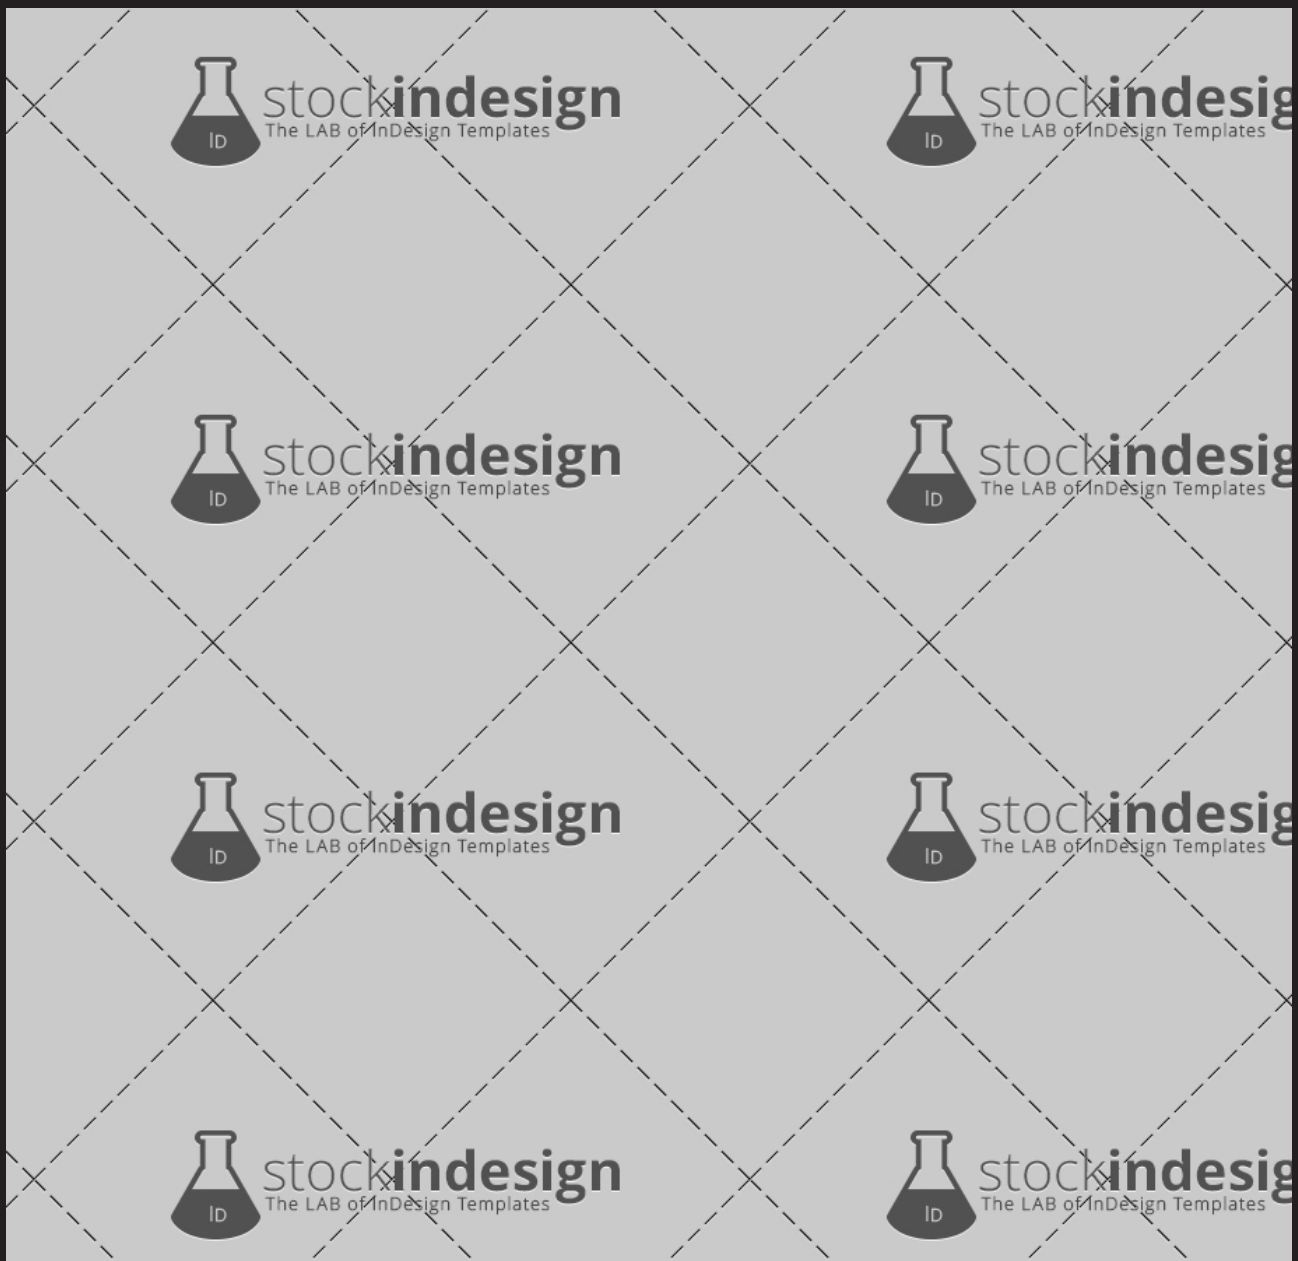 stockindesign stockindesig
The LAB of InDesign Templates The LAB of InDesign Templates
ID ID
stockindesign stockindesig
The LAB of InDesign Templates The LAB of InDesign Templates
ID ID
stockindesign stockindesig
The LAB of InDesign Templates The LAB of InDesign Templates
ID ID
stockindesign stockindesig
The LAB of InDesign Templates The LAB of InDesign Templates
ID ID